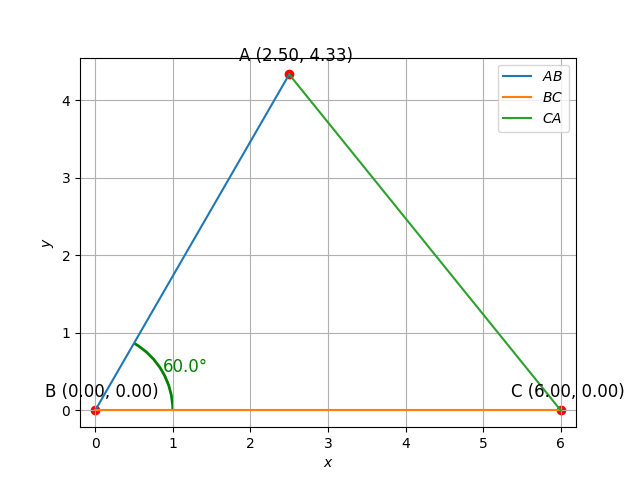 A (2.50, 4.33)
AB
BC
CA
4
3
2
1
0
y
60.0°
B (0.00, 0.00)
C (6.00, 0.00)
0 1 2 3 4 5 6
x